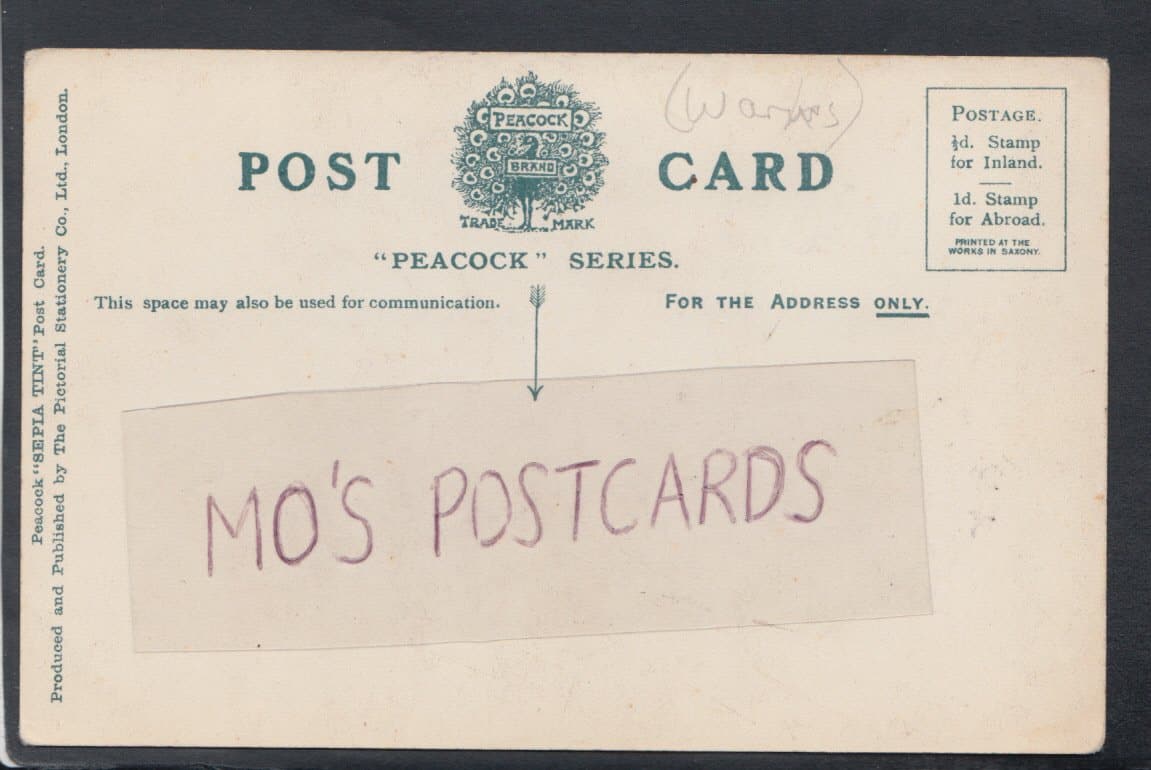 PEACOCK
BRAND
TRADE MARK
POST CARD
"PEACOCK" SERIES.
POSTAGE.
½d. Stamp
for Inland.
1d. Stamp
for Abroad.
PRINTED AT THE
WORKS IN SAXONY.
This space may also be used for communication.
FOR THE ADDRESS ONLY.
MO'S POSTCARDS
Peacock "SEPIA TINT" Post Card.
Produced and Published by The Pictorial Stationery Co., Ltd., London.